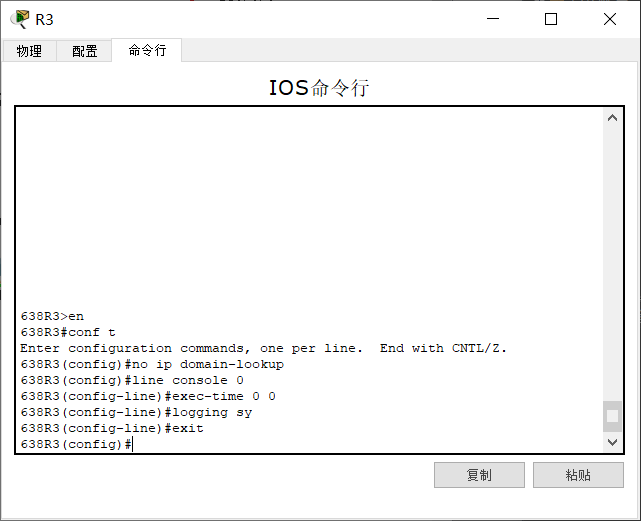 R3
物理 配置 命令行
IOS命令行
638R3>en
638R3#conf t
Enter configuration commands, one per line.  End with CNTL/Z.
638R3(config)#no ip domain-lookup
638R3(config)#line console 0
638R3(config-line)#exec-time 0 0
638R3(config-line)#logging sy
638R3(config-line)#exit
638R3(config)#
复制 粘贴